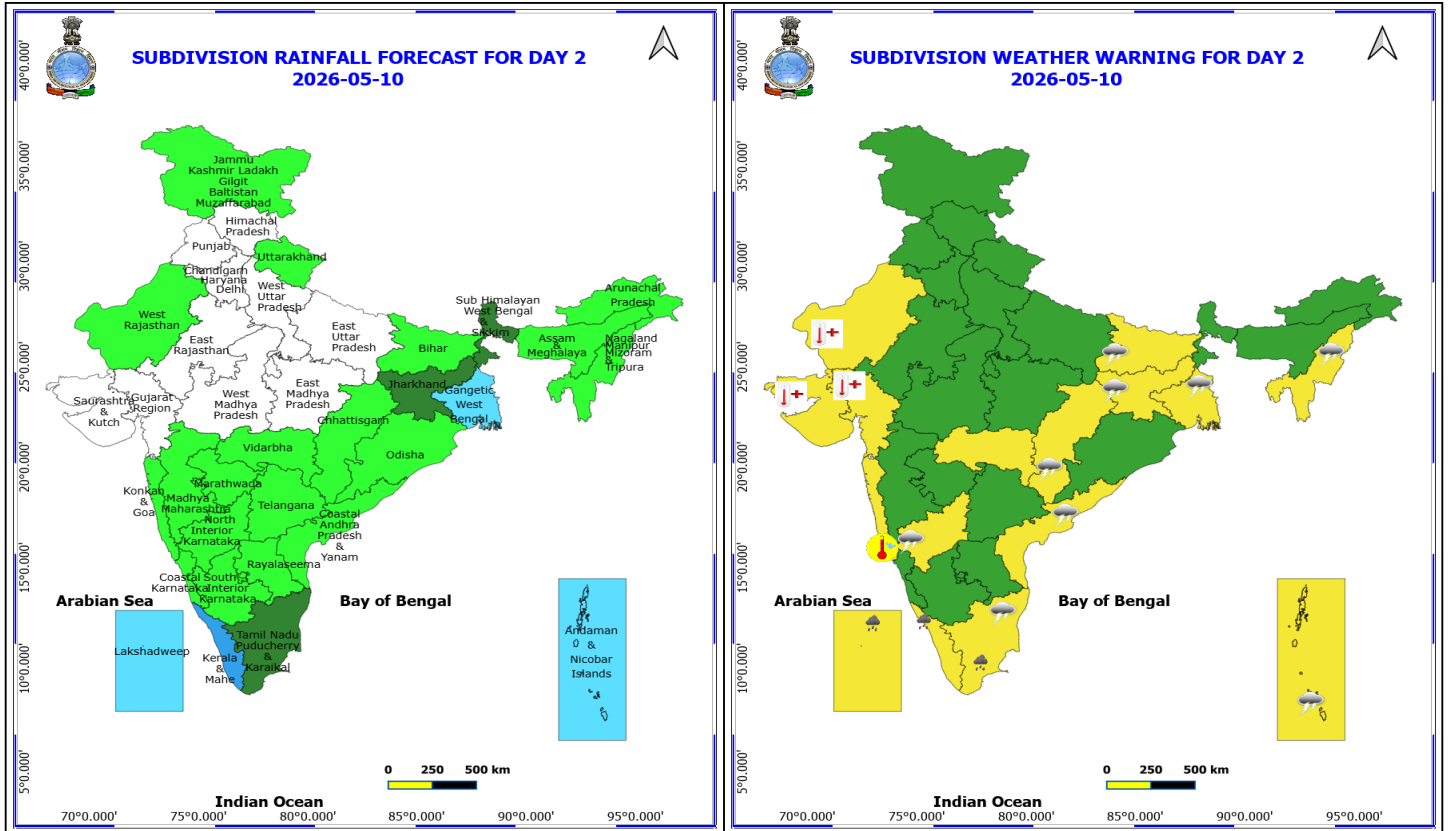 SUBDIVISION RAINFALL FORECAST FOR DAY 2
2026-05-10
40°0.000'
35°0.000'
30°0.000'
25°0.000'
20°0.000'
15°0.000'
10°0.000'
5°0.000'
Jammu
Kashmir Ladakh
Gilgit
Baltistan
Muzaffarabad
Himachal
Pradesh
Punjab
Uttarakhand
Chandigarh
Haryana
Delhi
West
Uttar
Pradesh
West
Rajasthan
East
Rajasthan
East
Uttar
Pradesh
Sub Himalayan
West Bengal
&
Sikkim
Arunachal
Pradesh
Assam
&
Meghalaya
Nagaland
Manipur
Mizoram
&
Tripura
Bihar
Jharkhand
Gangetic
West
Bengal
Saurashtra
&
Kutch
Gujarat
Region
West
Madhya
Pradesh
East
Madhya
Pradesh
Chhattisgarh
Vidarbha
Odisha
Konkan
&
Goa
Madhya
Maharashtra
Marathwada
Telangana
North
Interior
Karnataka
Coastal
Andhra
Pradesh
&
Yanam
Rayalaseema
Coastal
Karnataka
South
Interior
Karnataka
Arabian Sea
Bay of Bengal
Lakshadweep
Kerala
&
Mahe
Tamil Nadu
Puducherry
&
Karaikal
Andaman
&
Nicobar
Islands
0 250 500 km
Indian Ocean
70°0.000' 75°0.000' 80°0.000' 85°0.000' 90°0.000' 95°0.000'
SUBDIVISION WEATHER WARNING FOR DAY 2
2026-05-10
40°0.000'
35°0.000'
30°0.000'
25°0.000'
20°0.000'
15°0.000'
10°0.000'
5°0.000'
Arabian Sea
Bay of Bengal
0 250 500 km
Indian Ocean
70°0.000' 75°0.000' 80°0.000' 85°0.000' 90°0.000' 95°0.000'